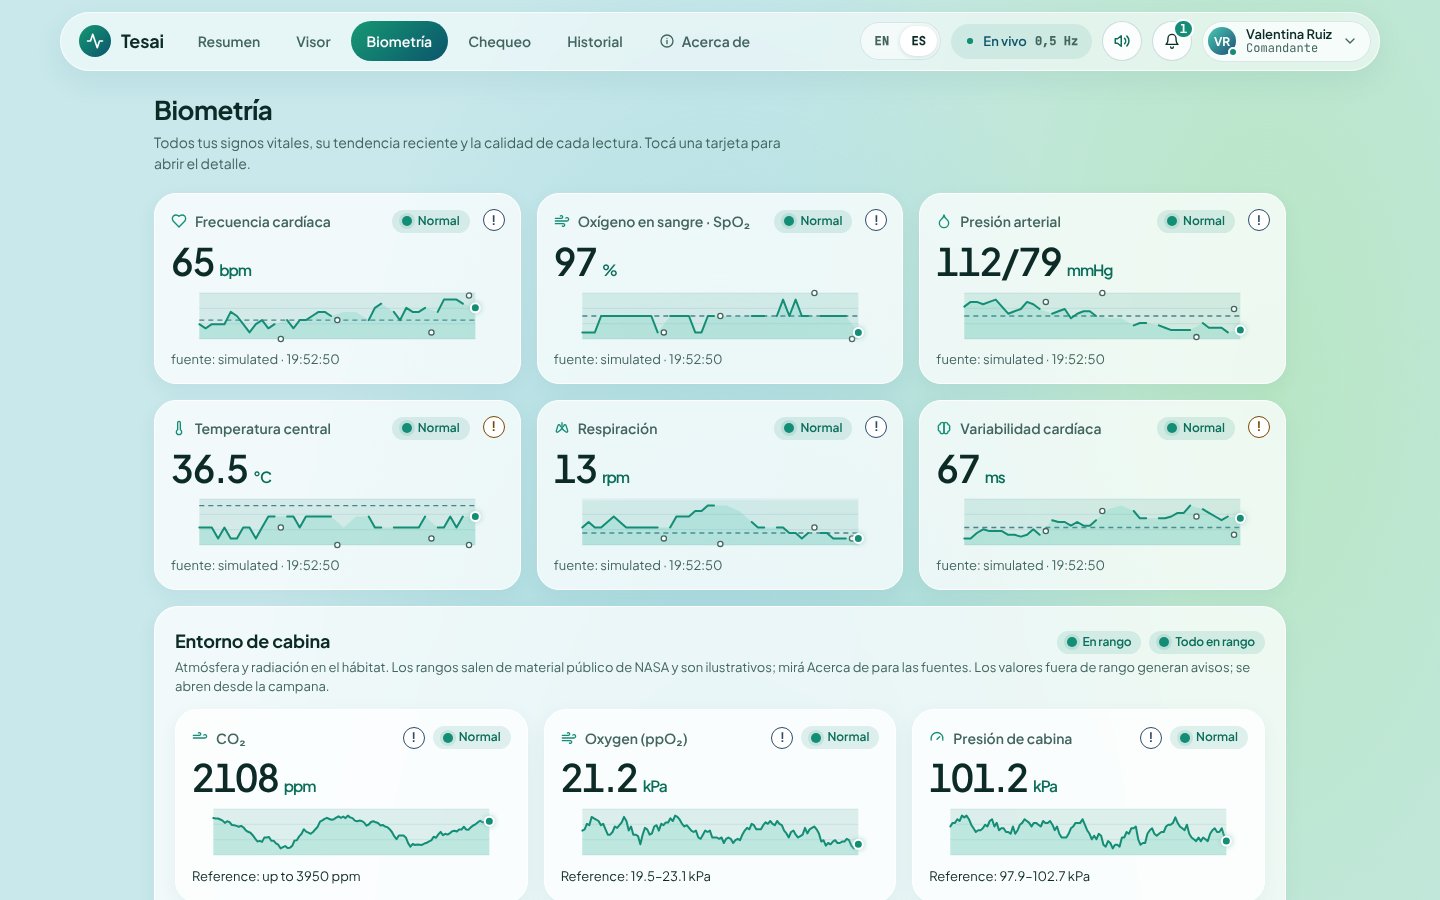 Tesai
Resumen
Visor
Biometría
Chequeo
Historial
Acerca de
EN
ES
En vivo 0,5 Hz
1
VR
Valentina Ruiz
Comandante
Biometría
Todos tus signos vitales, su tendencia reciente y la calidad de cada lectura. Tocá una tarjeta para
abrir el detalle.
Frecuencia cardíaca
Normal
!
65 bpm
fuente: simulated · 19:52:50
Oxígeno en sangre · SpO₂
Normal
!
97 %
fuente: simulated · 19:52:50
Presión arterial
Normal
!
112/79 mmHg
fuente: simulated · 19:52:50
Temperatura central
Normal
!
36.5 °C
fuente: simulated · 19:52:50
Respiración
Normal
!
13 rpm
fuente: simulated · 19:52:50
Variabilidad cardíaca
Normal
!
67 ms
fuente: simulated · 19:52:50
Entorno de cabina
En rango
Todo en rango
Atmósfera y radiación en el hábitat. Los rangos salen de material público de NASA y son ilustrativos; mirá Acerca de para las fuentes. Los valores fuera de rango generan avisos; se
abren desde la campana.
CO₂
!
Normal
2108 ppm
Reference: up to 3950 ppm
Oxygen (ppO₂)
!
Normal
21.2 kPa
Reference: 19.5–23.1 kPa
Presión de cabina
!
Normal
101.2 kPa
Reference: 97.9–102.7 kPa